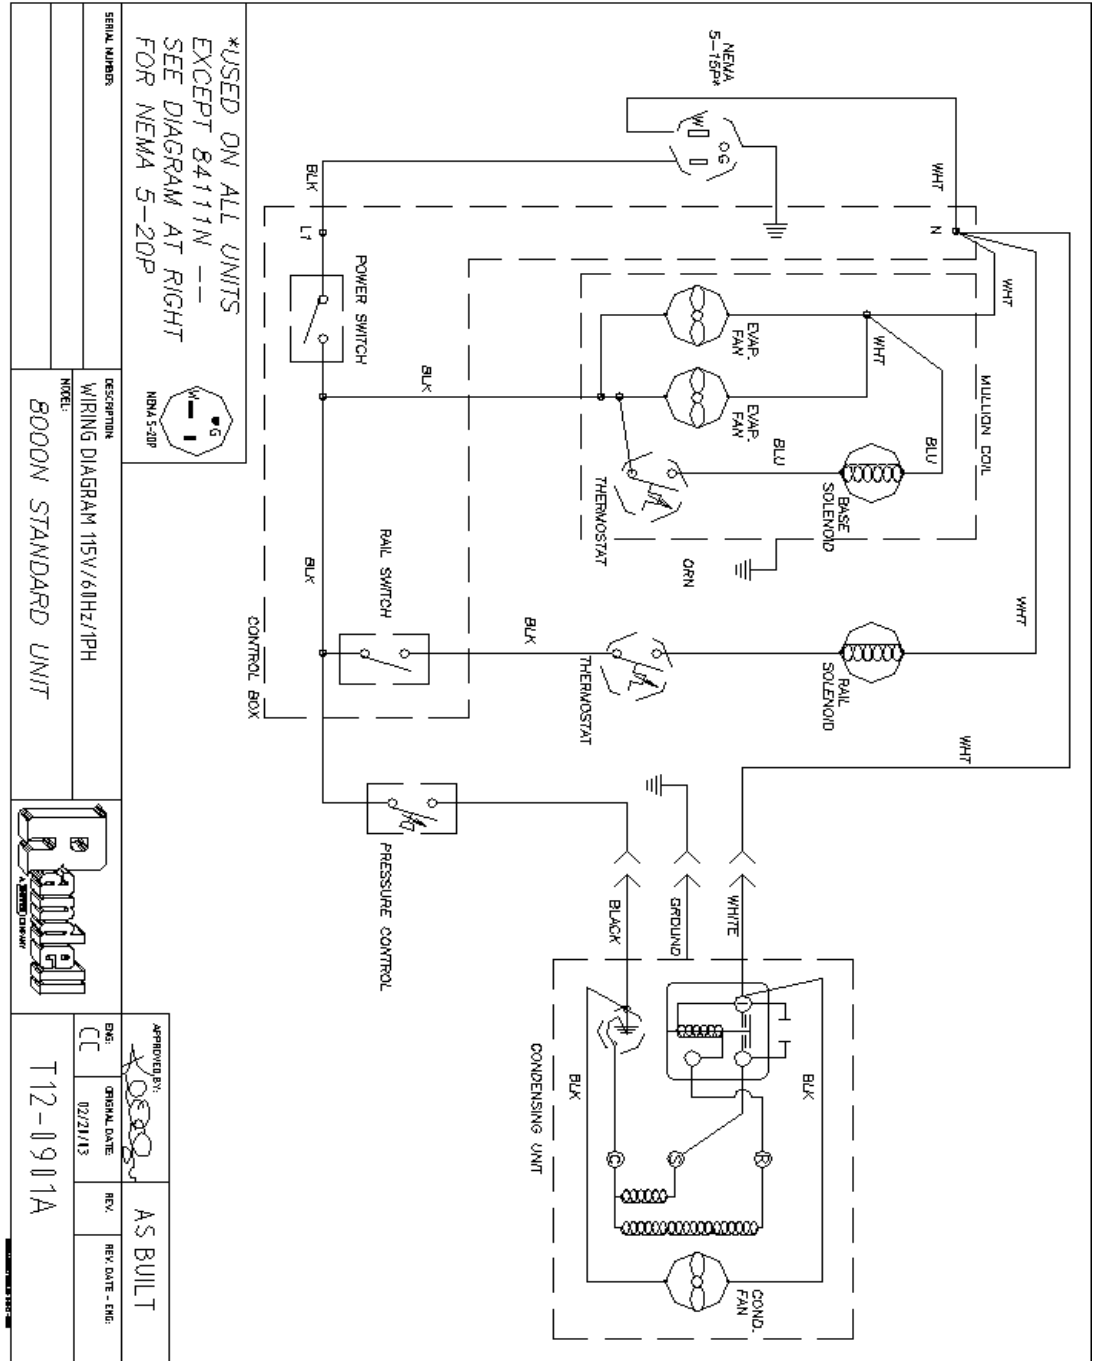 NEMA
5-15P*
W
G
BLK
L1
WHT
N
POWER SWITCH
EVAP.
FAN
EVAP.
FAN
WHT
WHT
MULLION COIL
BLK
BLU
BLU
THERMOSTAT
BASE
SOLENOID
GRN
WHT
BLK
RAIL SWITCH
CONTROL BOX
BLK
THERMOSTAT
RAIL
SOLENOID
WHT
PRESSURE CONTROL
BLACK
GROUND
WHITE
CONDENSING UNIT
BLK
BLK
C
S
R
COND.
FAN
*USED ON ALL UNITS
EXCEPT 84111N --
SEE DIAGRAM AT RIGHT
FOR NEMA 5-20P
W
G
NEMA 5-20P
SERIAL NUMBER:
DESCRIPTION:
WIRING DIAGRAM 115V/60Hz/1PH
MODEL:
8000N STANDARD UNIT
Randell
APPROVED BY:
AS BUILT
ENG:
CC
ORIGINAL DATE:
02/21/13
REV.
REV. DATE - ENG:
T12-0901A